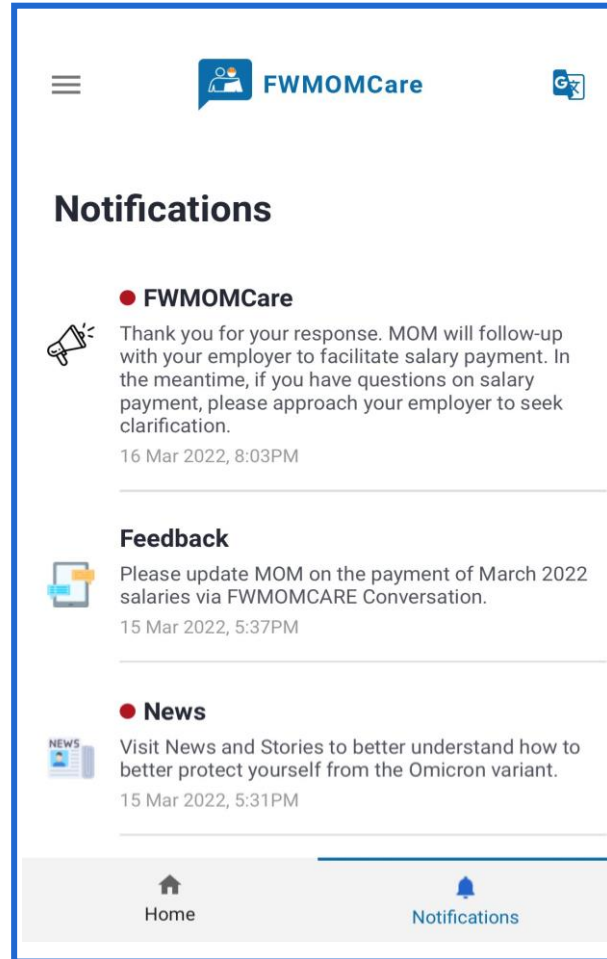 FWMOMCare
G文
Notifications
FWMOMCare
Thank you for your response. MOM will follow-up
with your employer to facilitate salary payment. In
the meantime, if you have questions on salary
payment, please approach your employer to seek
clarification.
16 Mar 2022, 8:03PM
Feedback
Please update MOM on the payment of March 2022
salaries via FWMOMCARE Conversation.
15 Mar 2022, 5:37PM
News
NEWS
Visit News and Stories to better understand how to
better protect yourself from the Omicron variant.
15 Mar 2022, 5:31PM
Home
Notifications